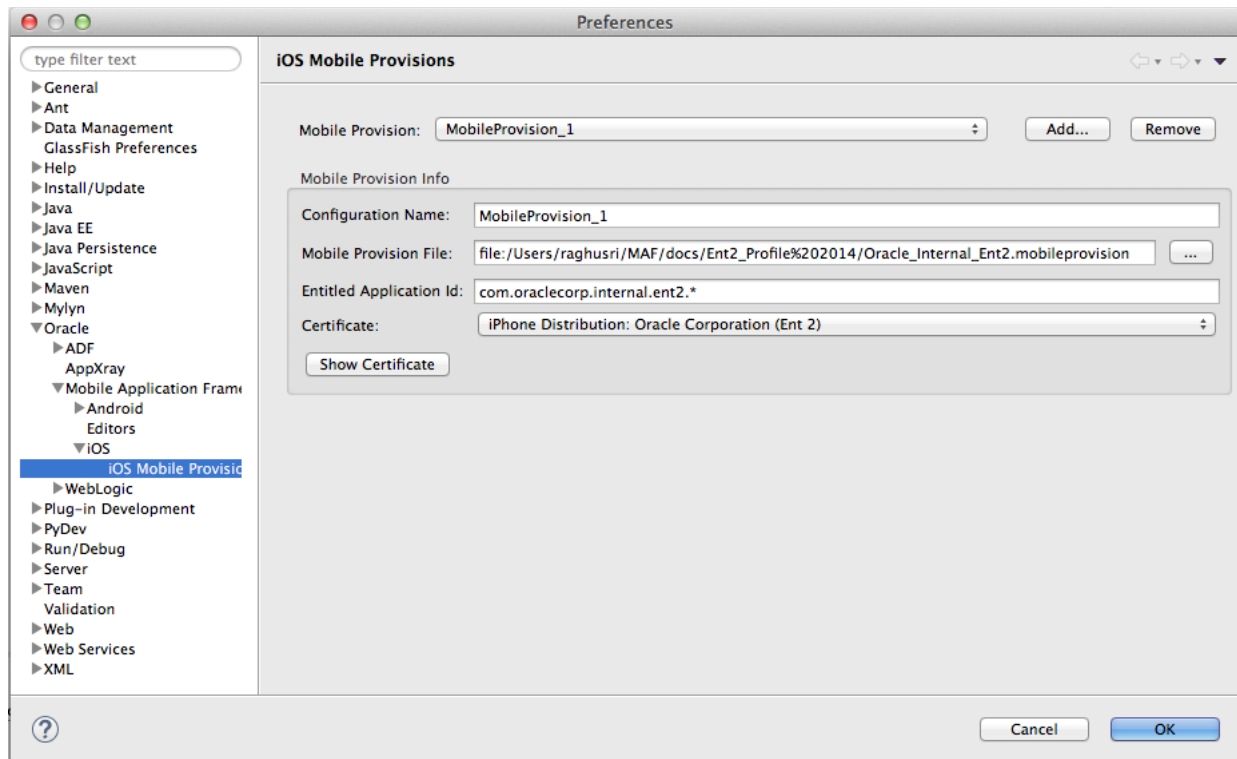 Preferences
type filter text
General
Ant
Data Management
GlassFish Preferences
Help
Install/Update
Java
Java EE
Java Persistence
JavaScript
Maven
Mylyn
Oracle
ADF
AppXray
Mobile Application Frame
Android
Editors
iOS
iOS Mobile Provisio
WebLogic
Plug-in Development
PyDev
Run/Debug
Server
Team
Validation
Web
Web Services
XML
iOS Mobile Provisions
Mobile Provision: MobileProvision_1 Add... Remove
Mobile Provision Info
Configuration Name: MobileProvision_1
Mobile Provision File: file:/Users/raghusri/MAF/docs/Ent2_Profile%202014/Oracle_Internal_Ent2.mobileprovision ...
Entitled Application Id: com.oraclecorp.internal.ent2.*
Certificate: iPhone Distribution: Oracle Corporation (Ent 2)
Show Certificate
? Cancel OK